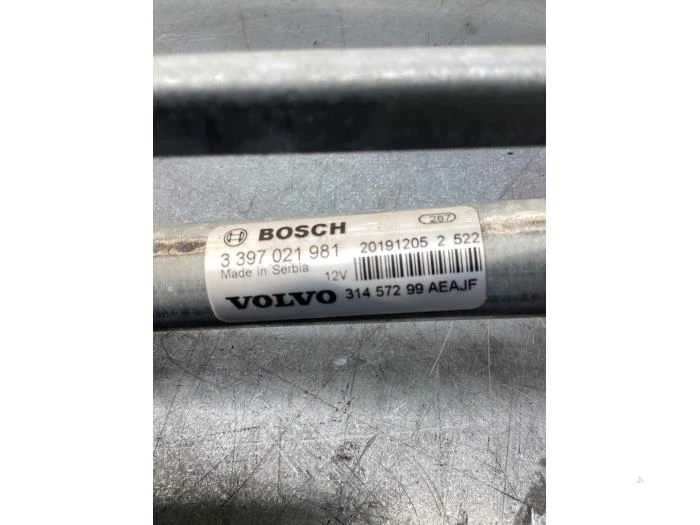 BOSCH 287
3 397 021 981 20191205 2 522
Made in Serbia 12V
VOLVO 314 572 99 AEAJF